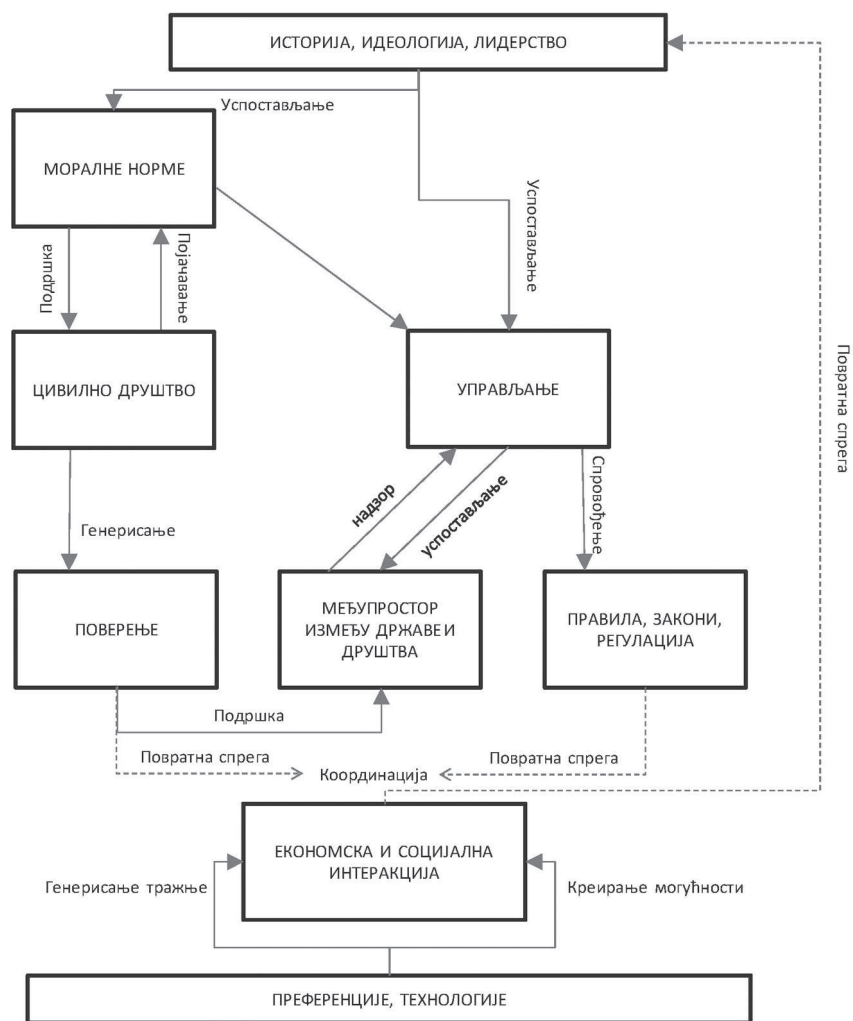 ИСТОРИЈА, ИДЕОЛОГИЈА, ЛИДЕРСТВО
Успостављање
МОРАЛНЕ НОРМЕ
Успостављање
Подршка
Појачавање
ЦИВИЛНО ДРУШТВО
УПРАВЉАЊЕ
Повратна спрега
Генерисање
надзор
успостављање
Спровођење
ПОВЕРЕЊЕ
МЕЂУПРОСТОР
ИЗМЕЂУ ДРЖАВЕ И
ДРУШТВА
ПРАВИЛА, ЗАКОНИ,
РЕГУЛАЦИЈА
Подршка
Повратна спрега
Координација
Повратна спрега
ЕКОНОМСКА И СОЦИЈАЛНА
ИНТЕРАКЦИЈА
Генерисање тражње
Креирање могућности
ПРЕФЕРЕНЦИЈЕ, ТЕХНОЛОГИЈЕ